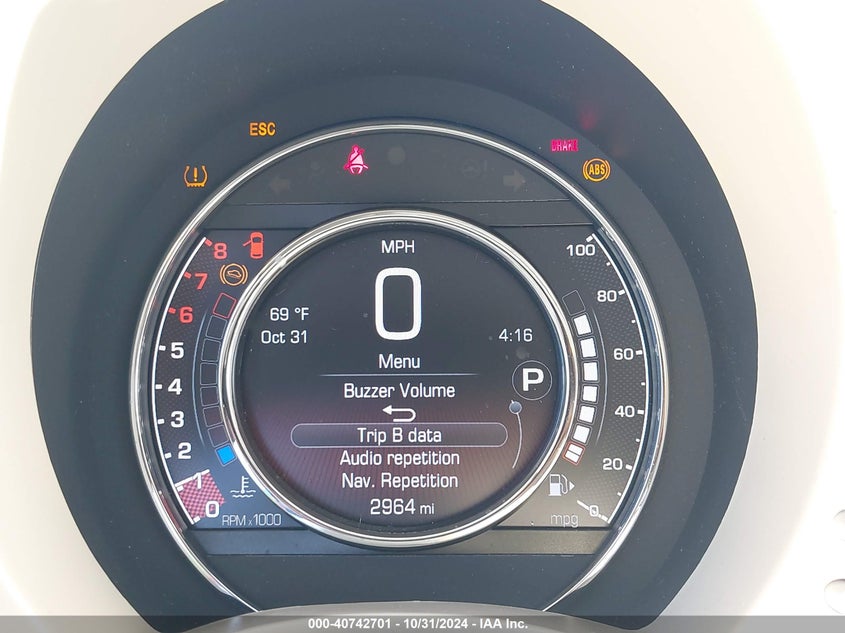 ESC
BRAKE
ABS
MPH
0
69 °F
Oct 31
4:16
Menu
P
Buzzer Volume
Trip B data
Audio repetition
Nav. Repetition
2964 mi
8
7
6
5
4
3
2
1
0
RPM x1000
100
80
60
40
20
0
mpg
000-40742701 - 10/31/2024 - IAA Inc.